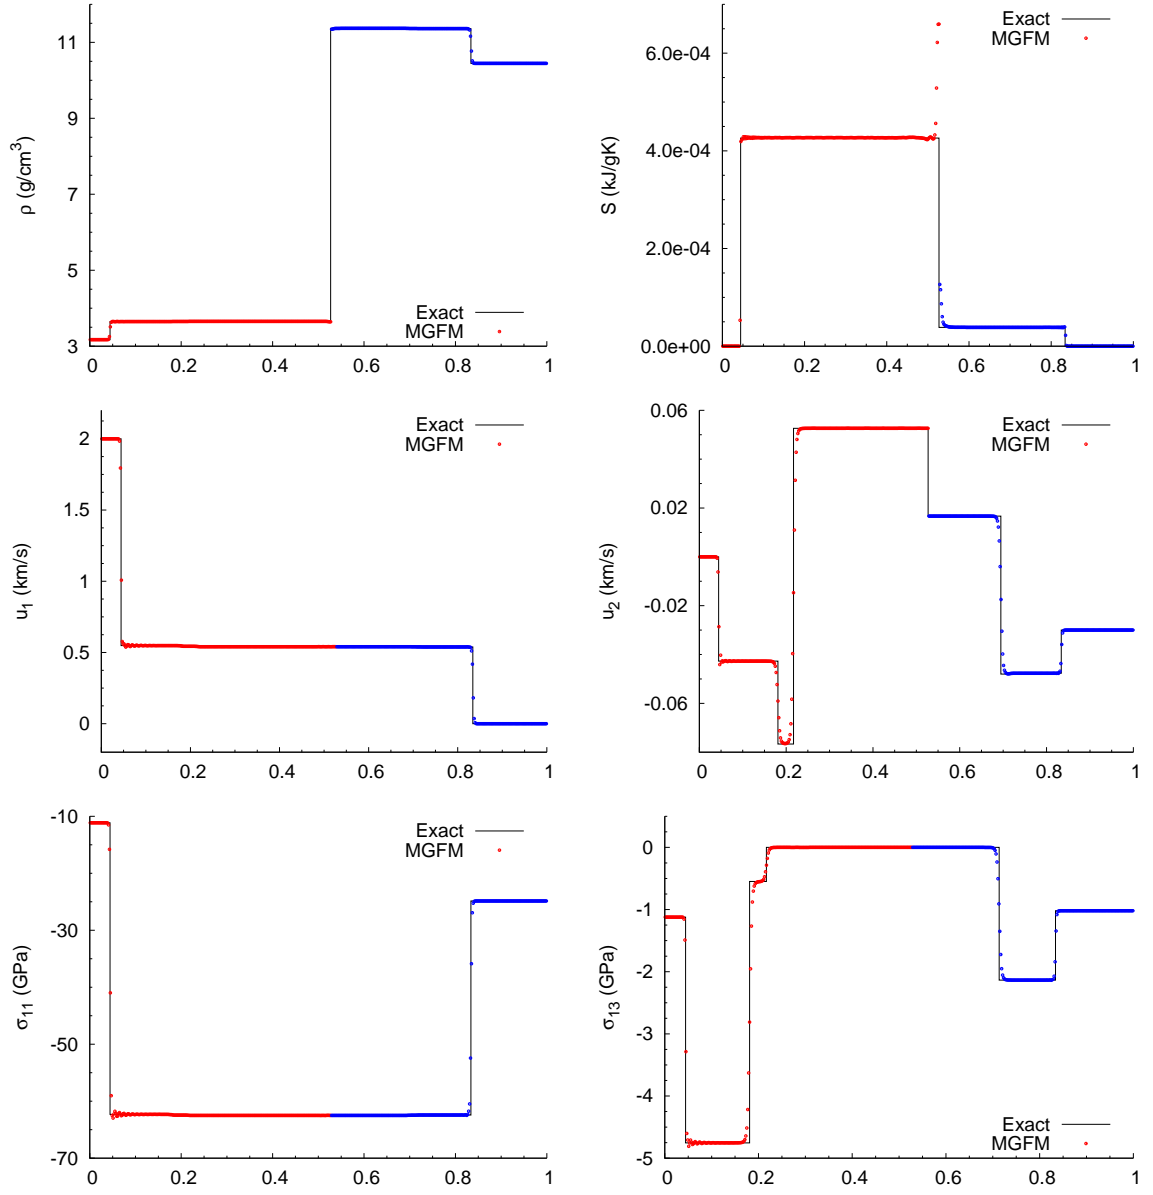 ρ (g/cm³)
11
9
7
5
3
0 0.2 0.4 0.6 0.8 1
Exact
MGFM
S (kJ/gK)
6.0e-04
4.0e-04
2.0e-04
0.0e+00
0 0.2 0.4 0.6 0.8 1
Exact
MGFM
u₁ (km/s)
2
1.5
1
0.5
0
0 0.2 0.4 0.6 0.8 1
Exact
MGFM
u₂ (km/s)
0.06
0.02
-0.02
-0.06
0 0.2 0.4 0.6 0.8 1
Exact
MGFM
σ₁₁ (GPa)
-10
-30
-50
-70
0 0.2 0.4 0.6 0.8 1
Exact
MGFM
σ₁₃ (GPa)
0
-1
-2
-3
-4
-5
0 0.2 0.4 0.6 0.8 1
Exact
MGFM